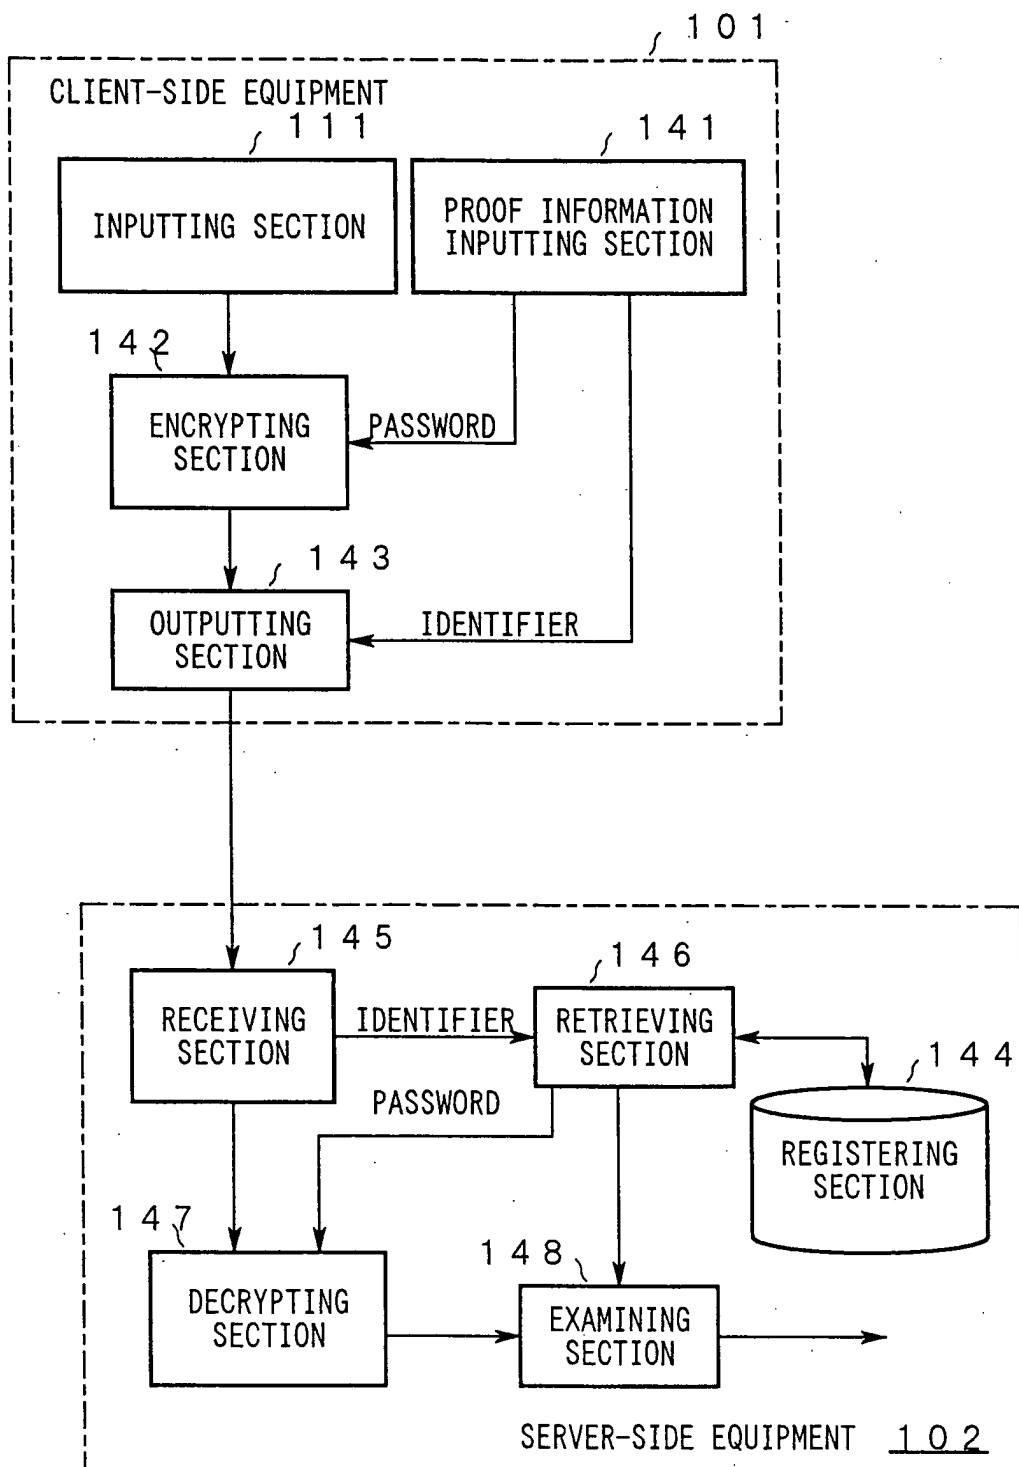 101
CLIENT-SIDE EQUIPMENT
111
141
INPUTTING SECTION
PROOF INFORMATION
INPUTTING SECTION
142
ENCRYPTING
SECTION
PASSWORD
143
OUTPUTTING
SECTION
IDENTIFIER
145
146
RECEIVING
SECTION
IDENTIFIER
RETRIEVING
SECTION
144
PASSWORD
REGISTERING
SECTION
147
148
DECRYPTING
SECTION
EXAMINING
SECTION
SERVER-SIDE EQUIPMENT 102